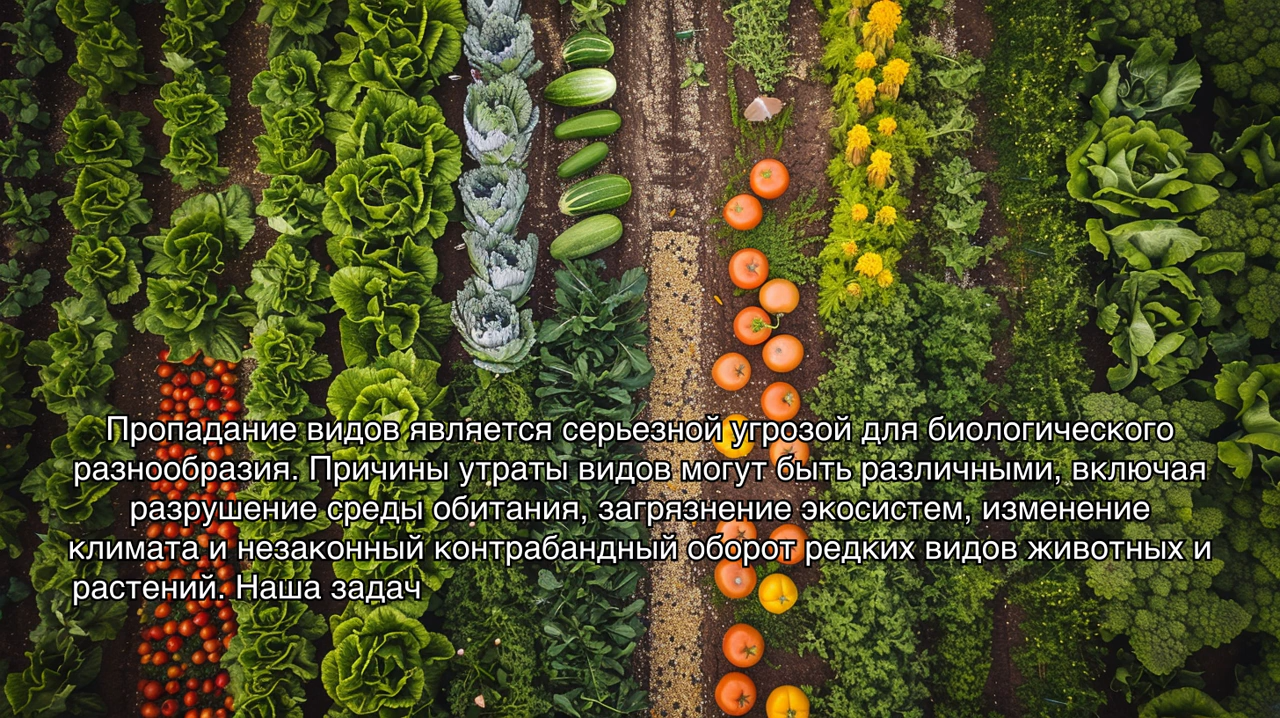 Пропадание видов является серьезной угрозой для биологического
разнообразия. Причины утраты видов могут быть различными, включая
разрушение среды обитания, загрязнение экосистем, изменение
климата и незаконный контрабандный оборот редких видов животных и
растений. Наша задач